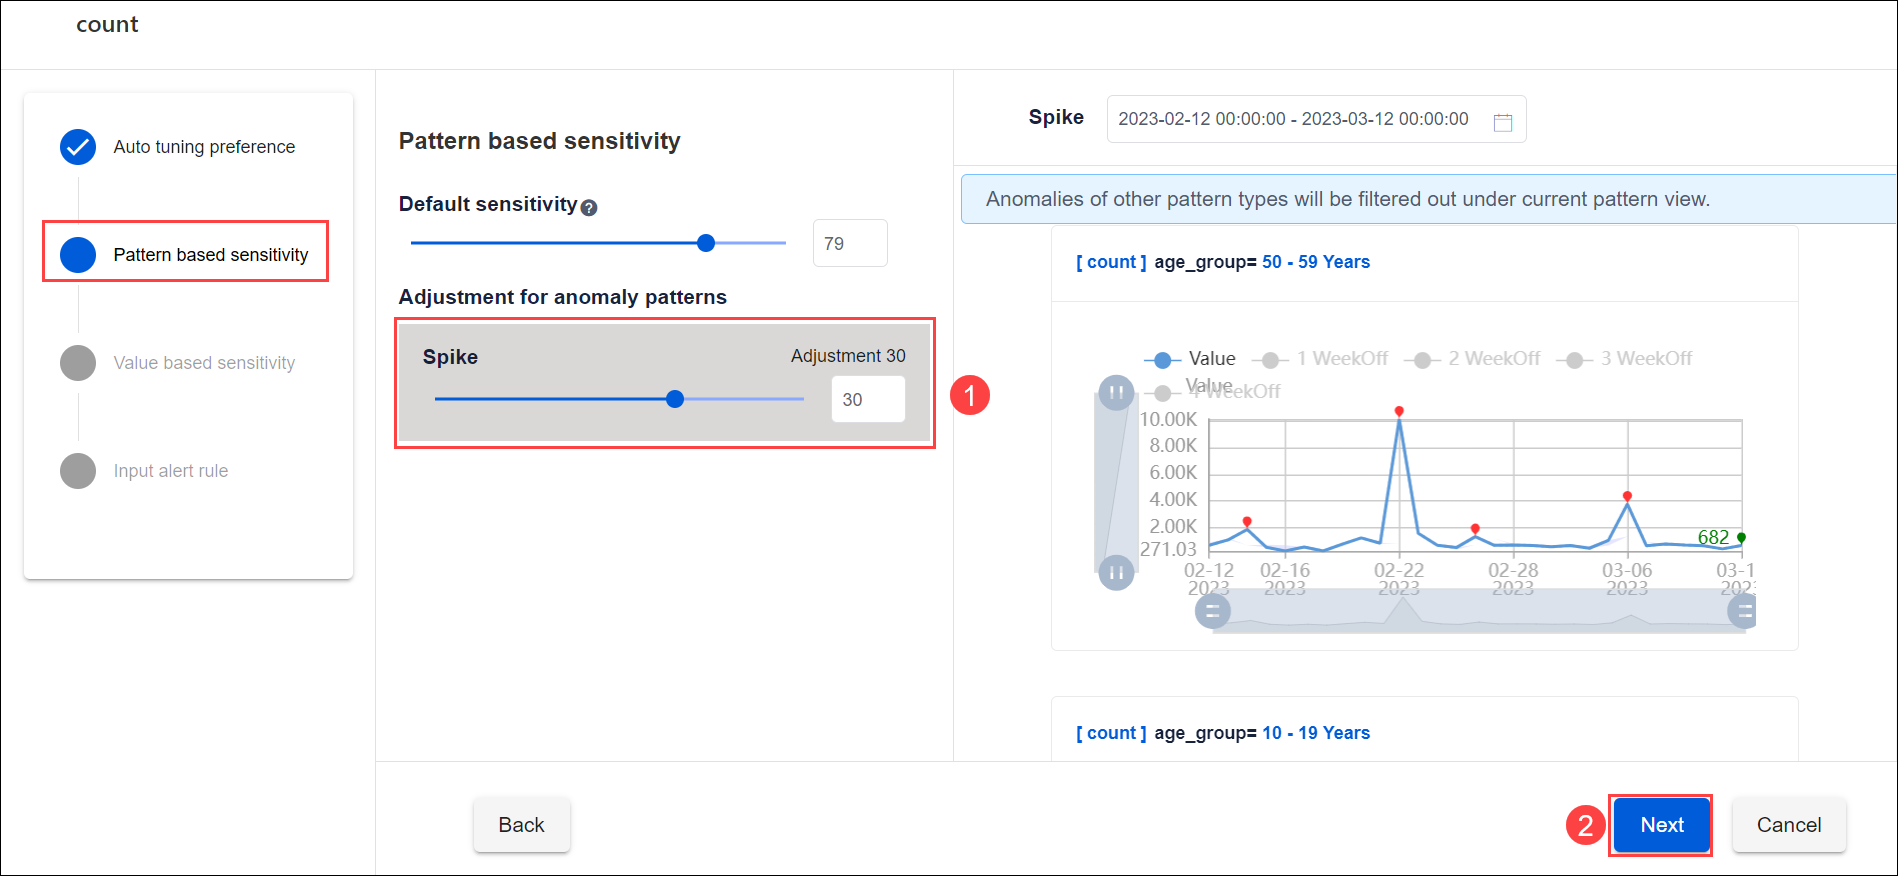 count
Auto tuning preference
Pattern based sensitivity
Value based sensitivity
Input alert rule
Pattern based sensitivity
Default sensitivity ?
79
Adjustment for anomaly patterns
Spike
Adjustment 30
30
1
Spike
2023-02-12 00:00:00 - 2023-03-12 00:00:00
Anomalies of other pattern types will be filtered out under current pattern view.
[ count ] age_group= 50 - 59 Years
Value
1 WeekOff
2 WeekOff
3 WeekOff
4 WeekOff
Value
10.00K
8.00K
6.00K
4.00K
2.00K
271.03
682
02-12 02-16 02-22 02-28 03-06 03-1
2023 2023 2023 2023 2023 202
[ count ] age_group= 10 - 19 Years
Back
2
Next
Cancel